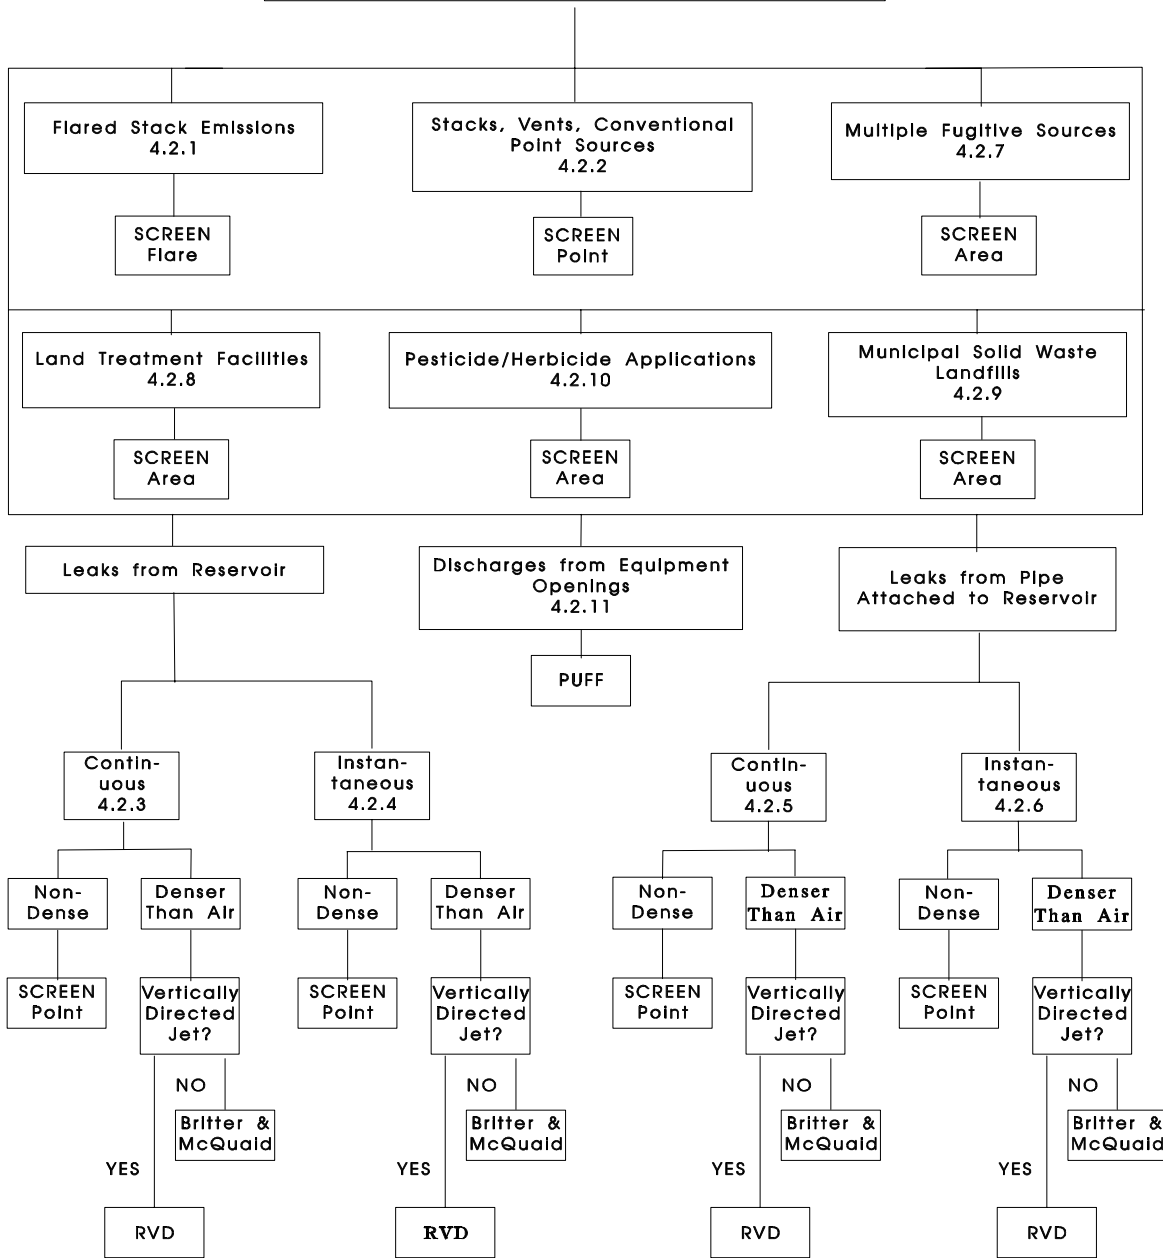 Flared Stack Emissions
4.2.1
Stacks, Vents, Conventional
Point Sources
4.2.2
Multiple Fugitive Sources
4.2.7
SCREEN
Flare
SCREEN
Point
SCREEN
Area
Land Treatment Facilities
4.2.8
Pesticide/Herbicide Applications
4.2.10
Municipal Solid Waste
Landfills
4.2.9
SCREEN
Area
SCREEN
Area
SCREEN
Area
Leaks from Reservoir
Discharges from Equipment
Openings
4.2.11
Leaks from Pipe
Attached to Reservoir
PUFF
Contin-
uous
4.2.3
Instan-
taneous
4.2.4
Contin-
uous
4.2.5
Instan-
taneous
4.2.6
Non-
Dense
Denser
Than Air
Non-
Dense
Denser
Than Air
Non-
Dense
Denser
Than Air
Non-
Dense
Denser
Than Air
SCREEN
Point
Vertically
Directed
Jet?
SCREEN
Point
Vertically
Directed
Jet?
SCREEN
Point
Vertically
Directed
Jet?
SCREEN
Point
Vertically
Directed
Jet?
NO
NO
NO
NO
Britter &
McQuaid
Britter &
McQuaid
Britter &
McQuaid
Britter &
McQuaid
YES
YES
YES
YES
RVD
RVD
RVD
RVD